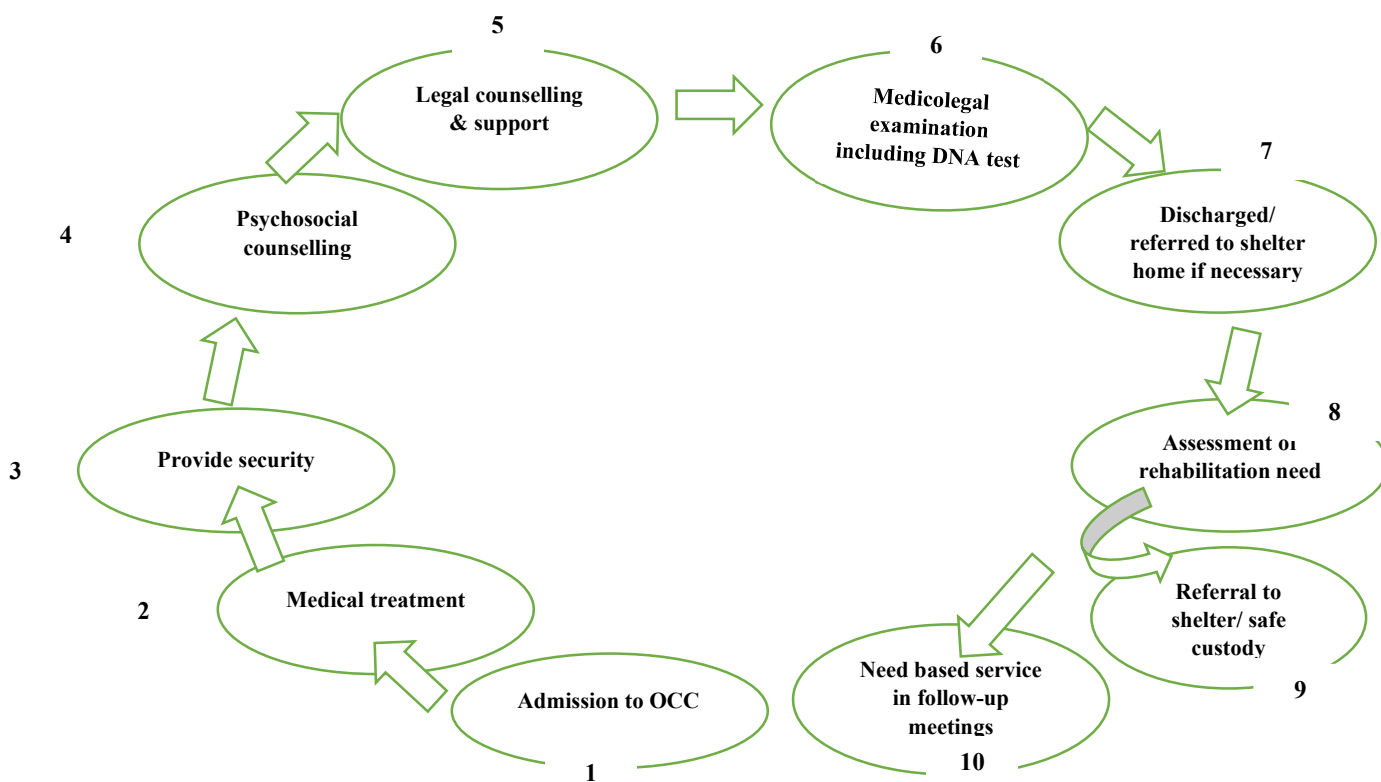 5
Legal counselling
& support
6
Medicolegal
examination
including DNA test
7
Discharged/
referred to shelter
home if necessary
4
Psychosocial
counselling
8
Assessment of
rehabilitation need
3
Provide security
Referral to
shelter/ safe
custody
9
2
Medical treatment
Need based service
in follow-up
meetings
10
Admission to OCC
1